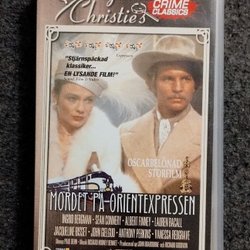 Christie's
CRIME
CLASSICS
"Stjärnspäckad
klassiker...
EN LYSANDE FILM!"
OSCARBELÖNAD
STORFILM
MORDET PÅ ORIENTEXPRESSEN
INGRID BERGMAN • SEAN CONNERY • ALBERT FINNEY • LAUREN BACALL
JACQUELINE BISSET • JOHN GIELGUD • ANTHONY PERKINS • VANESSA REDGRAVE